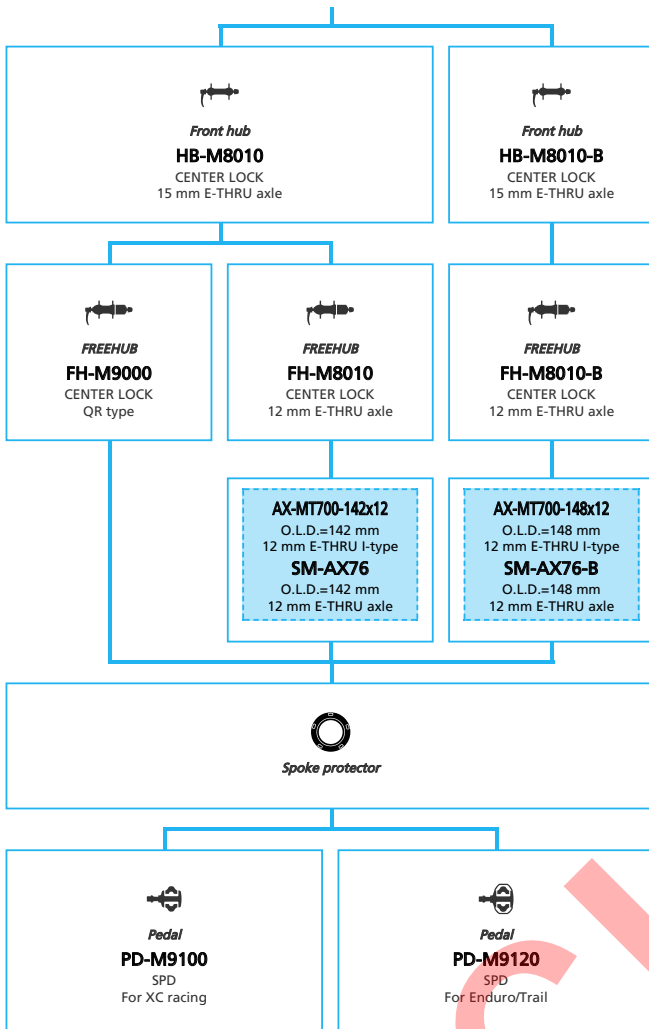 Front hub
HB-M8010
CENTER LOCK
15 mm E-THRU axle
Front hub
HB-M8010-B
CENTER LOCK
15 mm E-THRU axle
FREEHUB
FH-M9000
CENTER LOCK
QR type
FREEHUB
FH-M8010
CENTER LOCK
12 mm E-THRU axle
FREEHUB
FH-M8010-B
CENTER LOCK
12 mm E-THRU axle
AX-MT700-142x12
O.L.D.=142 mm
12 mm E-THRU I-type
SM-AX76
O.L.D.=142 mm
12 mm E-THRU axle
AX-MT700-148x12
O.L.D.=148 mm
12 mm E-THRU I-type
SM-AX76-B
O.L.D.=148 mm
12 mm E-THRU axle
Spoke protector
Pedal
PD-M9100
SPD
For XC racing
Pedal
PD-M9120
SPD
For Enduro/Trail